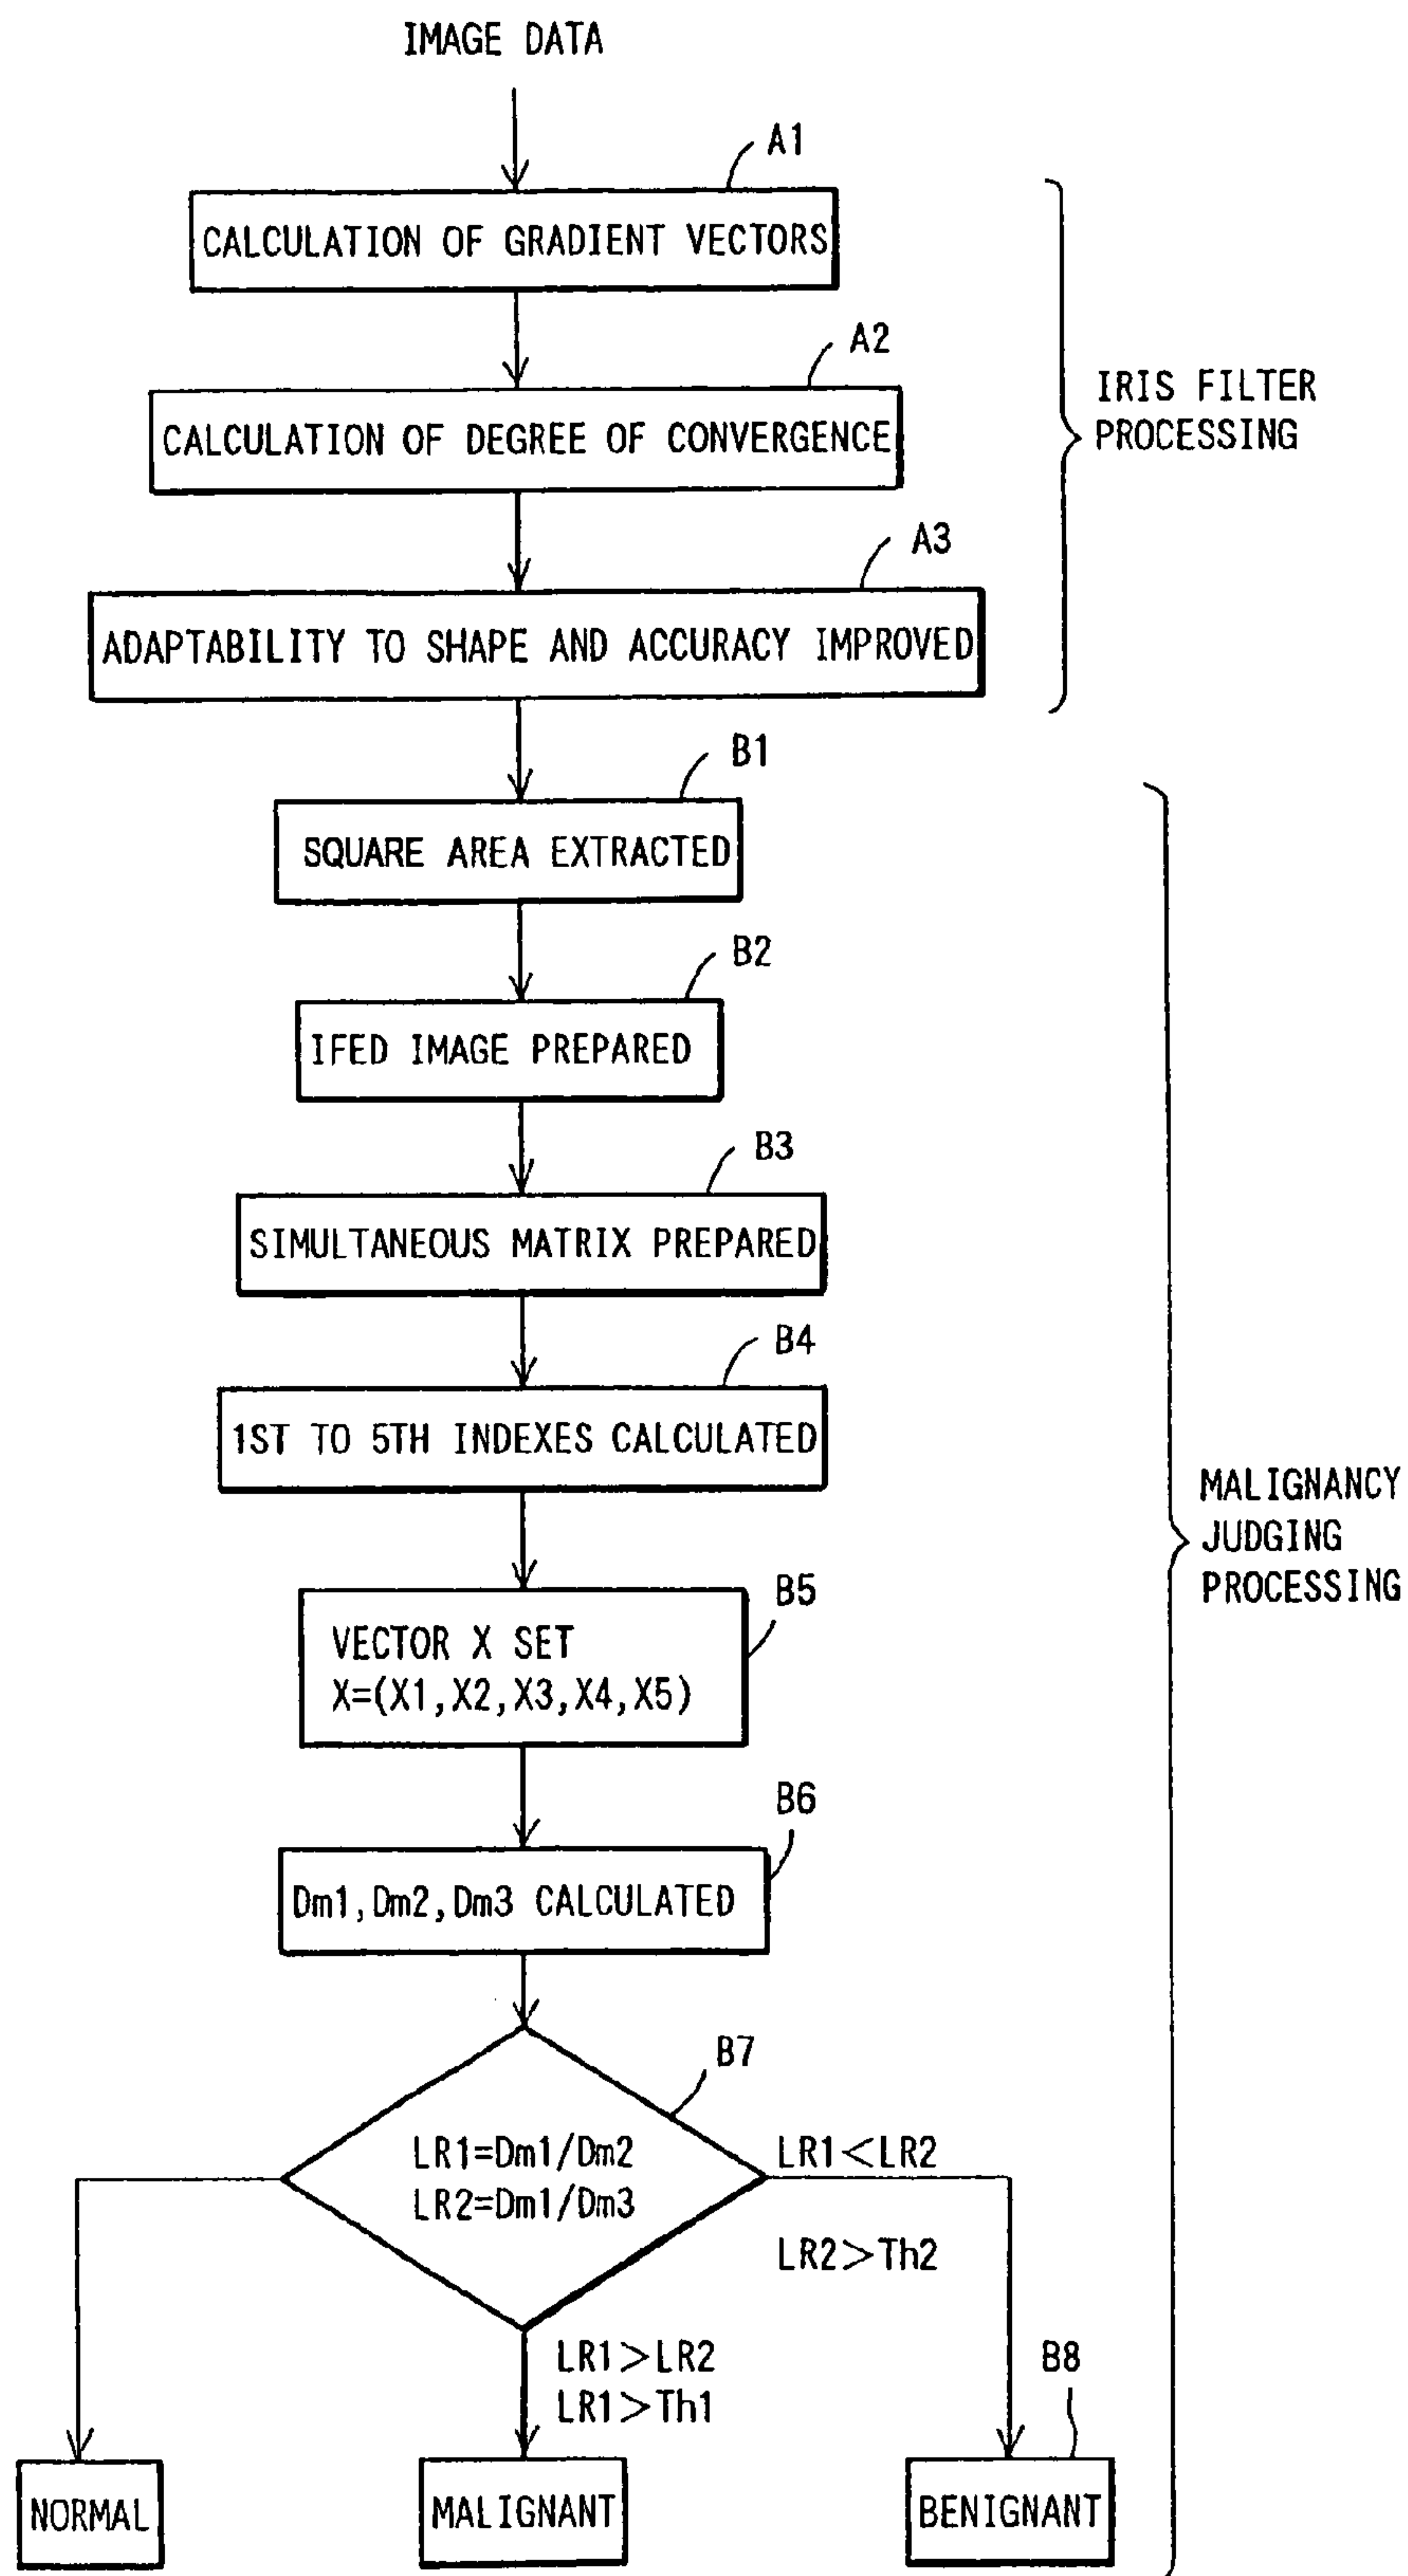 IMAGE DATA
A1
CALCULATION OF GRADIENT VECTORS
A2
CALCULATION OF DEGREE OF CONVERGENCE
IRIS FILTER
PROCESSING
A3
ADAPTABILITY TO SHAPE AND ACCURACY IMPROVED
B1
SQUARE AREA EXTRACTED
B2
IFED IMAGE PREPARED
B3
SIMULTANEOUS MATRIX PREPARED
B4
1ST TO 5TH INDEXES CALCULATED
MALIGNANCY
JUDGING
PROCESSING
B5
VECTOR X SET
X=(X1,X2,X3,X4,X5)
B6
Dm1,Dm2,Dm3 CALCULATED
B7
LR1=Dm1/Dm2
LR2=Dm1/Dm3
LR1<LR2
LR2>Th2
LR1>LR2
LR1>Th1
B8
NORMAL
MALIGNANT
BENIGNANT